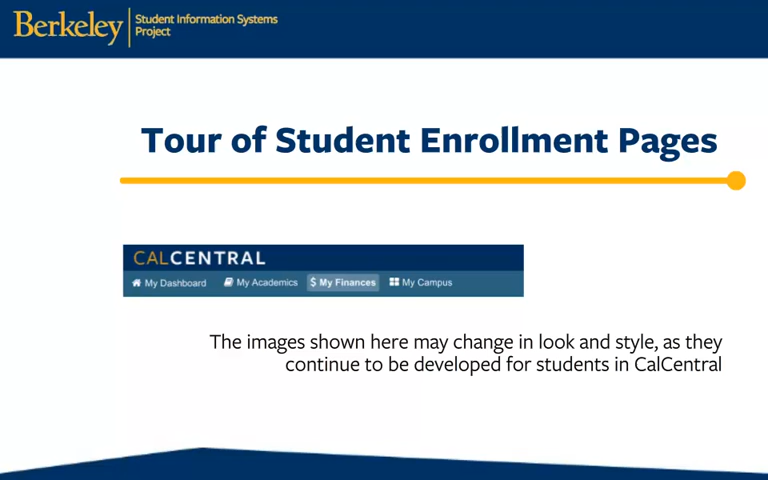 Berkeley
Student Information Systems
Project
Tour of Student Enrollment Pages
CALCENTRAL
My Dashboard My Academics $ My Finances My Campus
The images shown here may change in look and style, as they
continue to be developed for students in CalCentral